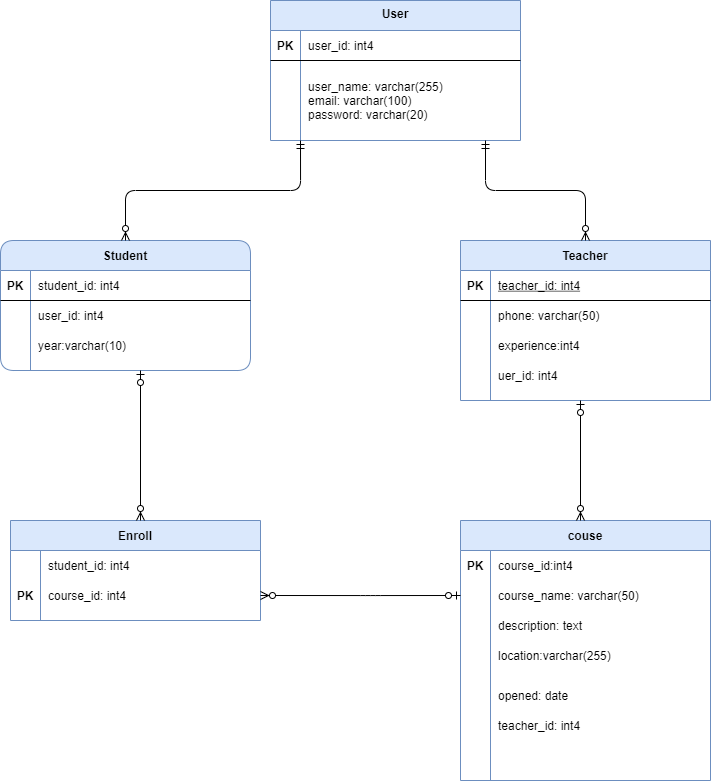 User
PK user_id: int4
user_name: varchar(255)
email: varchar(100)
password: varchar(20)
Student
PK student_id: int4
user_id: int4
year:varchar(10)
Teacher
PK teacher_id: int4
phone: varchar(50)
experience:int4
uer_id: int4
Enroll
student_id: int4
PK course_id: int4
couse
PK course_id:int4
course_name: varchar(50)
description: text
location:varchar(255)
opened: date
teacher_id: int4